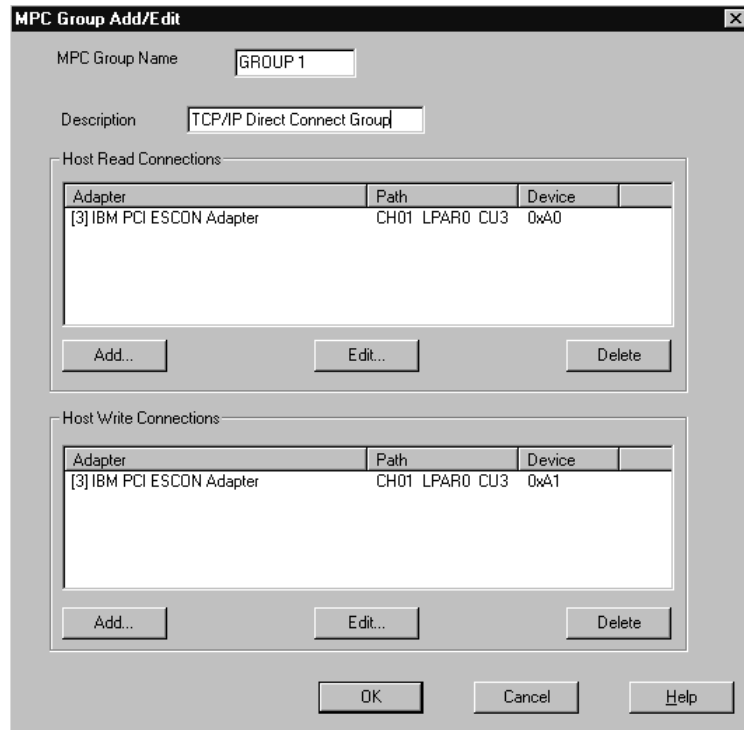 MPC Group Add/Edit
MPC Group Name GROUP1
Description TCP/IP Direct Connect Group
Host Read Connections
Adapter Path Device
[3] IBM PCI ESCON Adapter CH01 LPAR0 CU3 0xA0
Add... Edit... Delete
Host Write Connections
Adapter Path Device
[3] IBM PCI ESCON Adapter CH01 LPAR0 CU3 0xA1
Add... Edit... Delete
OK Cancel Help